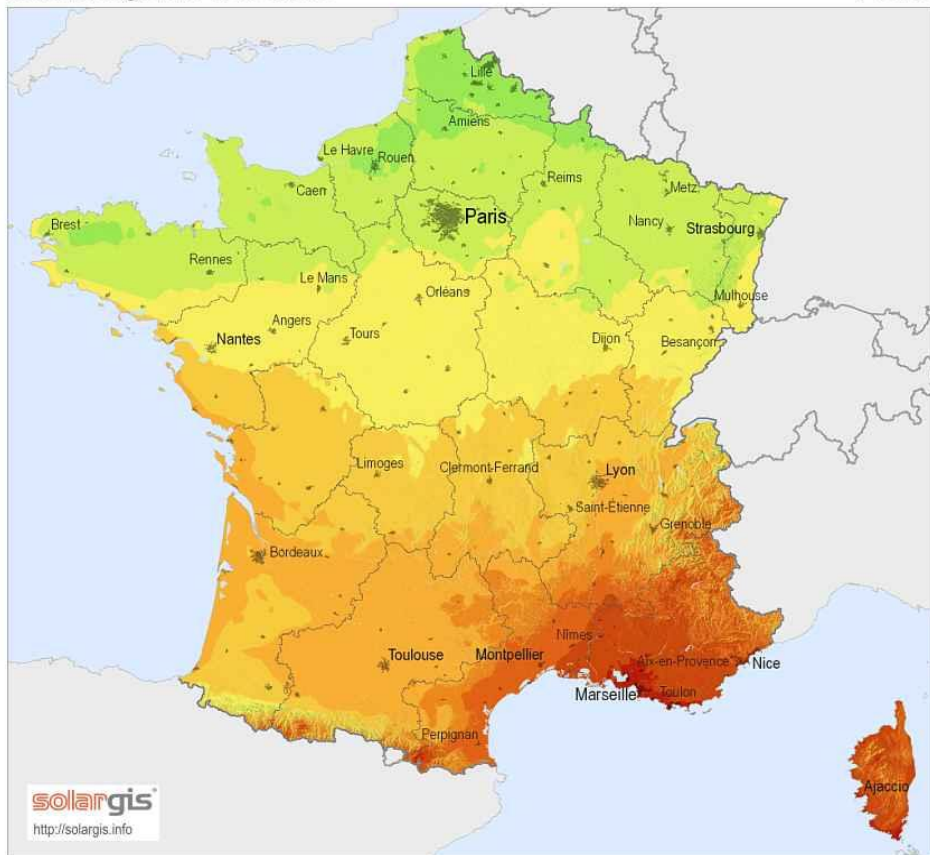 Lille
Amiens
Le Havre
Rouen
Reims
Caen
Metz
Paris
Brest
Nancy
Strasbourg
Rennes
Le Mans
Orléans
Mulhouse
Angers
Nantes
Tours
Dijon
Besançon
Limoges
Clermont-Ferrand
Lyon
Saint-Étienne
Grenoble
Bordeaux
Nîmes
Toulouse
Montpellier
Aix-en-Provence
Nice
Marseille
Toulon
Perpignan
Ajaccio
solargis
http://solargis.info